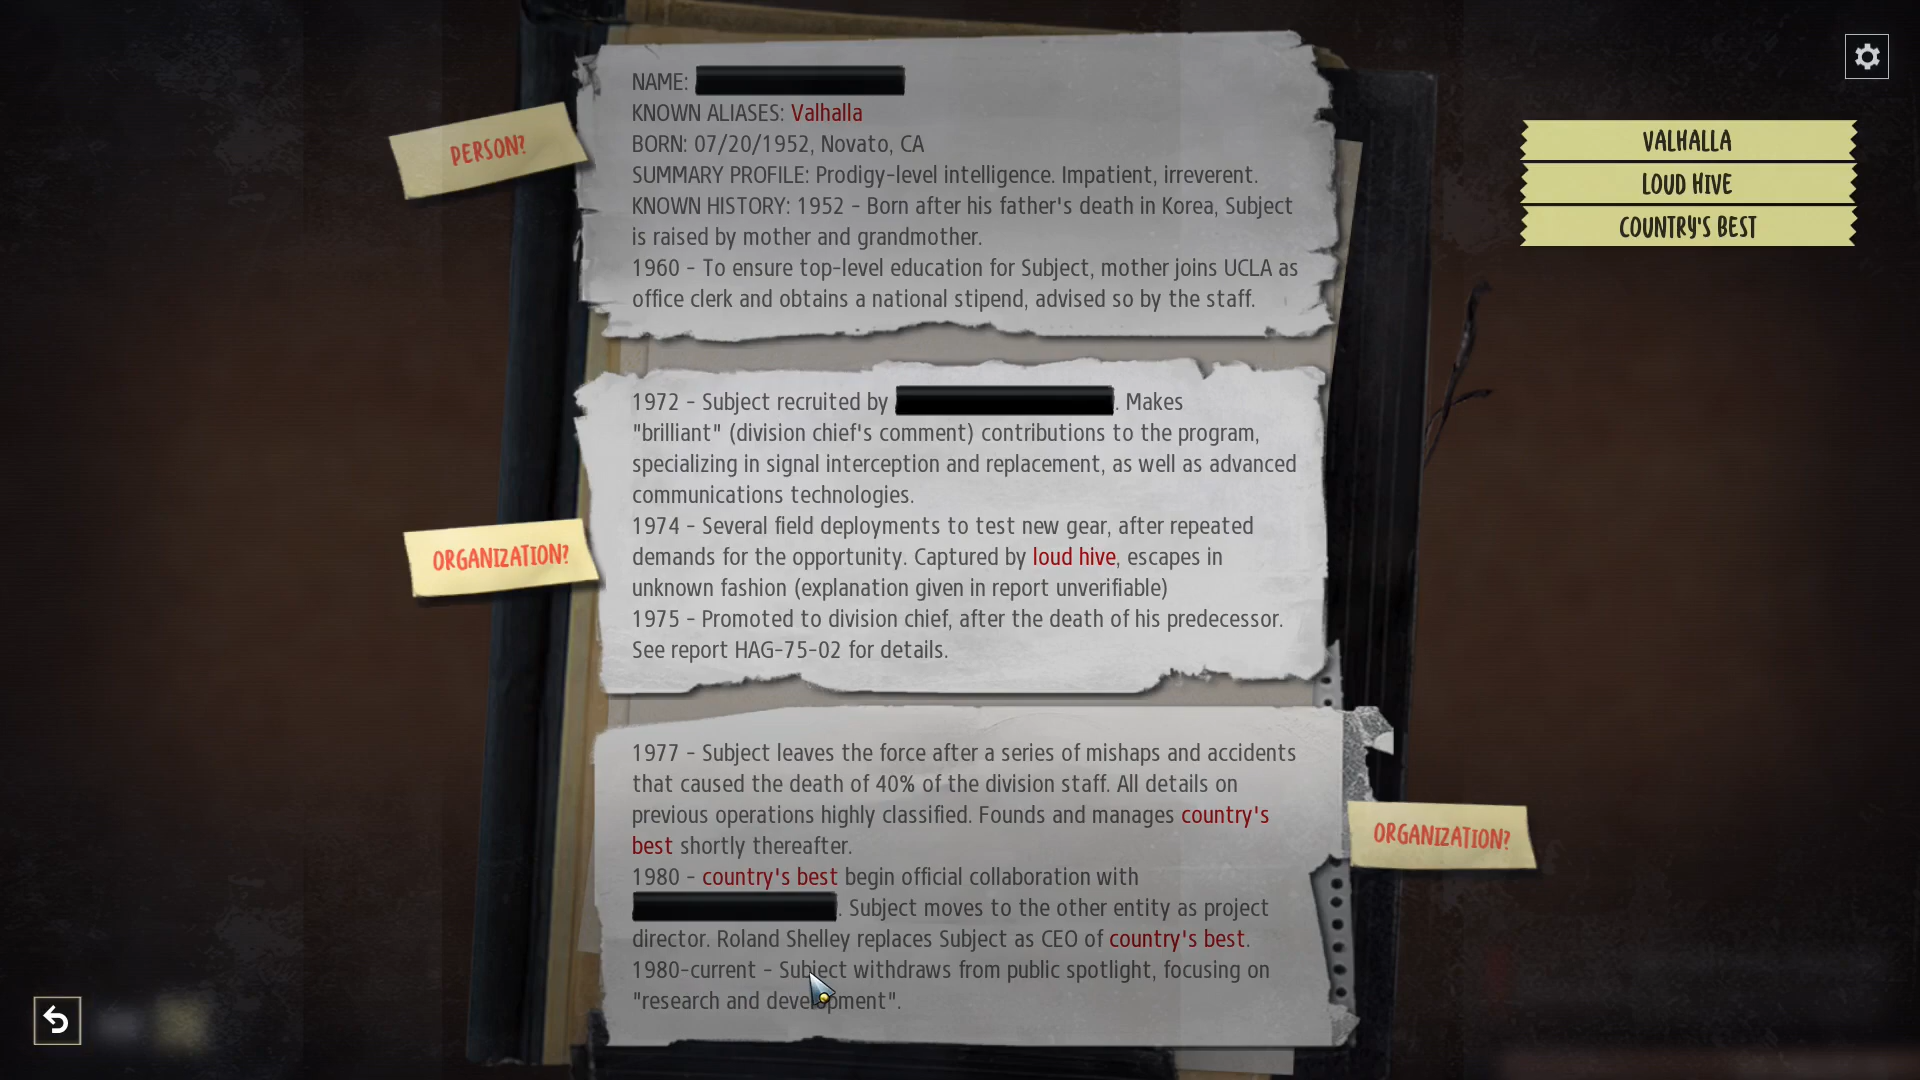 NAME:
KNOWN ALIASES: Valhalla
BORN: 07/20/1952, Novato, CA
SUMMARY PROFILE: Prodigy-level intelligence. Impatient, irreverent.
KNOWN HISTORY: 1952 - Born after his father's death in Korea, Subject
is raised by mother and grandmother.
1960 - To ensure top-level education for Subject, mother joins UCLA as
office clerk and obtains a national stipend, advised so by the staff.
PERSON?
1972 - Subject recruited by . Makes
"brilliant" (division chief's comment) contributions to the program,
specializing in signal interception and replacement, as well as advanced
communications technologies.
1974 - Several field deployments to test new gear, after repeated
demands for the opportunity. Captured by loud hive, escapes in
unknown fashion (explanation given in report unverifiable)
1975 - Promoted to division chief, after the death of his predecessor.
See report HAG-75-02 for details.
ORGANIZATION?
1977 - Subject leaves the force after a series of mishaps and accidents
that caused the death of 40% of the division staff. All details on
previous operations highly classified. Founds and manages country's
best shortly thereafter.
1980 - country's best begin official collaboration with
. Subject moves to the other entity as project
director. Roland Shelley replaces Subject as CEO of country's best.
1980-current - Subject withdraws from public spotlight, focusing on
"research and development".
ORGANIZATION?
VALHALLA
LOUD HIVE
COUNTRY'S BEST